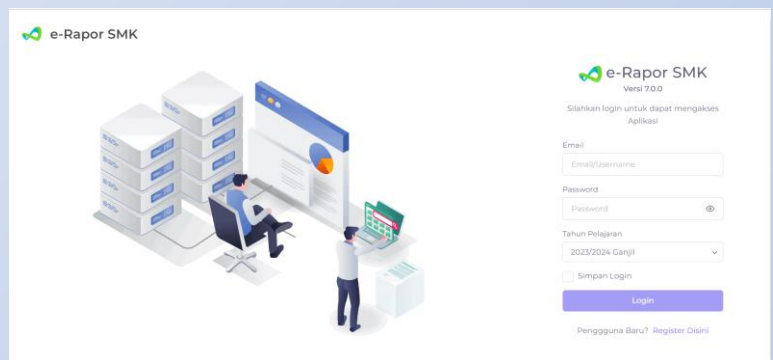 e-Rapor SMK
e-Rapor SMK
Versi 7.0.0
Silahkan login untuk dapat mengakses
Aplikasi
Email
Email/Username
Password
Password
Tahun Pelajaran
2023/2024 Ganjil
Simpan Login
Login
Penggguna Baru? Register Disini